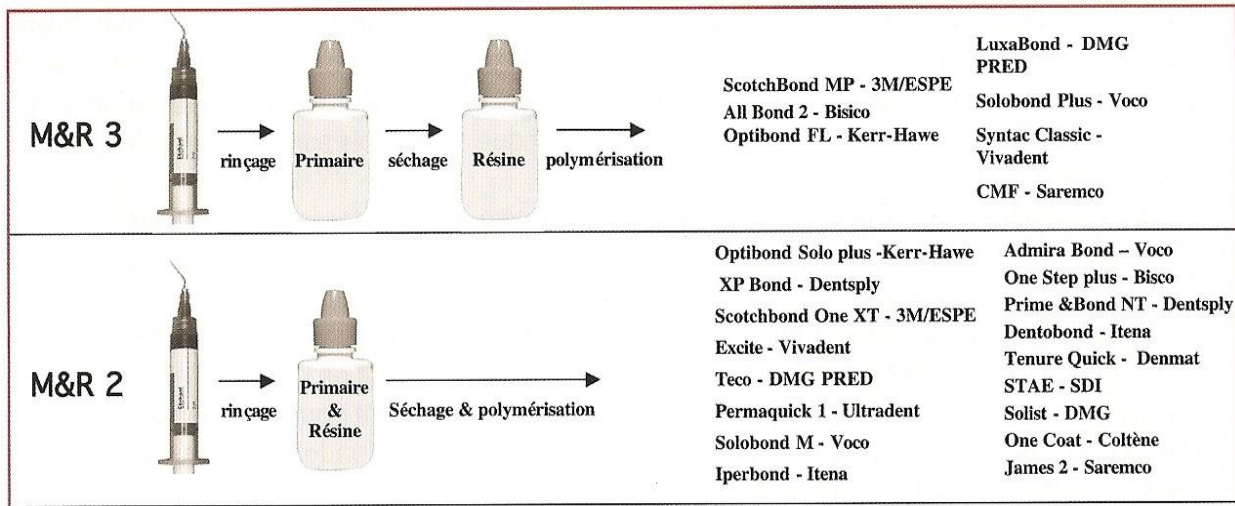 M&R 3
rinçage
Primaire
séchage
Résine
polymérisation
ScotchBond MP - 3M/ESPE
All Bond 2 - Bisico
Optibond FL - Kerr-Hawe
LuxaBond - DMG
PRED
Solobond Plus - Voco
Syntac Classic -
Vivadent
CMF - Saremco
M&R 2
rinçage
Primaire
&
Résine
Séchage & polymérisation
Optibond Solo plus -Kerr-Hawe
XP Bond - Dentsply
Scotchbond One XT - 3M/ESPE
Excite - Vivadent
Teco - DMG PRED
Permaquick 1 - Ultradent
Solobond M - Voco
Iperbond - Itena
Admira Bond – Voco
One Step plus - Bisco
Prime &Bond NT - Dentsply
Dentobond - Itena
Tenure Quick - Denmat
STAE - SDI
Solist - DMG
One Coat - Coltène
James 2 - Saremco